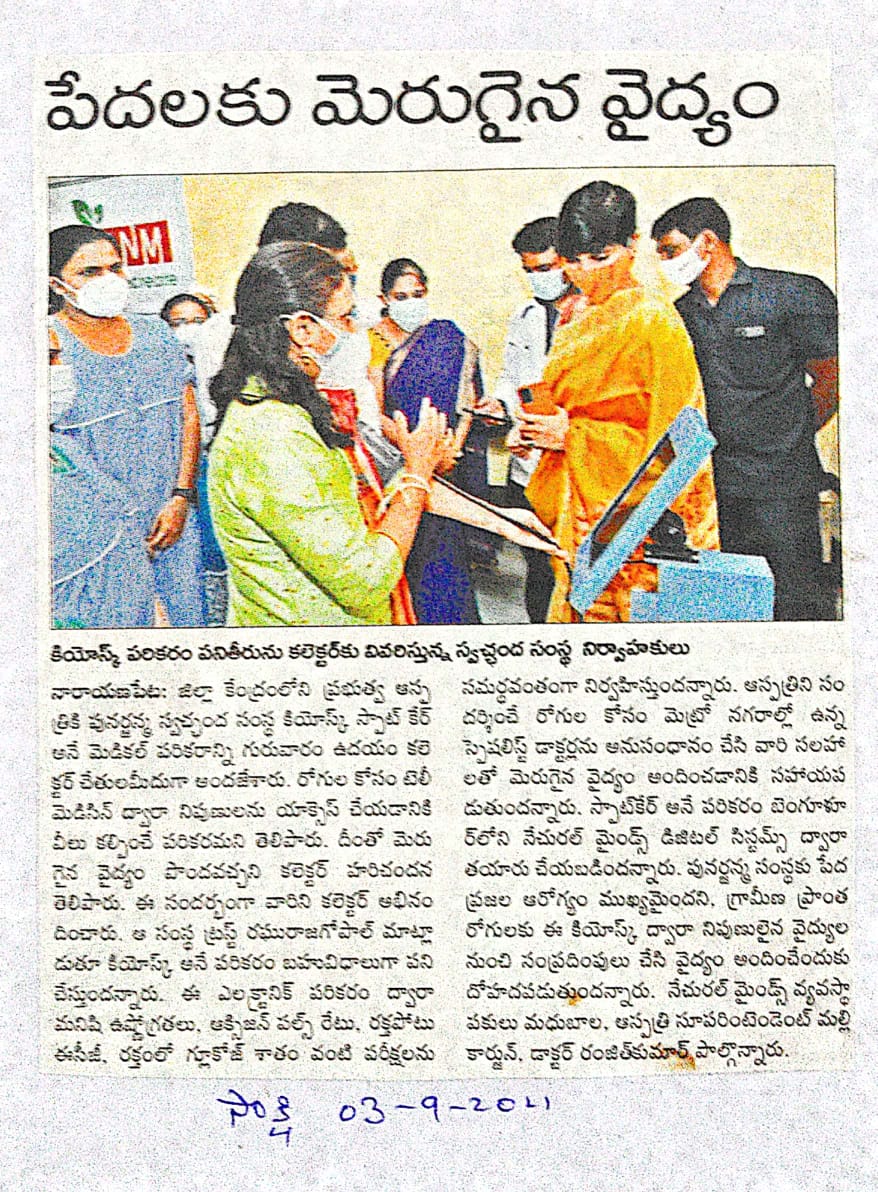 పేదలకు మెరుగైన వైద్యం
NM
కియోస్క్ పరికరం పనితీరును కలెక్టర్‌కు వివరిస్తున్న స్వచ్ఛంద సంస్థ నిర్వాహకులు
నారాయణపేట: జిల్లా కేంద్రంలోని ప్రభుత్వ ఆస్ప
త్రికి పునర్జన్మ స్వచ్ఛంద సంస్థ కియోస్క్ స్పాట్ కేర్
అనే మెడికల్ పరికరాన్ని గురువారం ఉదయం కలె
క్టర్ చేతులమీదుగా అందజేశారు. రోగుల కోసం టెలీ
మెడిసిన్ ద్వారా నిపుణులను యాక్సెస్ చేయడానికి
వీలు కల్పించే పరికరమని తెలిపారు. దీంతో మెరు
గైన వైద్యం పొందవచ్చని కలెక్టర్ హరిచందన
తెలిపారు. ఈ సందర్భంగా వారిని కలెక్టర్ అభినం
దించారు. ఆ సంస్థ ట్రస్ట్ రఘురాజగోపాల్ మాట్లా
డుతూ కియోస్క్ అనే పరికరం బహువిధాలుగా పని
చేస్తుందన్నారు. ఈ ఎలక్ట్రానిక్ పరికరం ద్వారా
మనిషి ఉష్ణోగ్రతలు, ఆక్సిజన్ పల్స్ రేటు, రక్తపోటు
ఈసీజీ, రక్తంలో గ్లూకోజ్ శాతం వంటి పరీక్షలను
సమర్థవంతంగా నిర్వహిస్తుందన్నారు. ఆస్పత్రిని సం
దర్శించే రోగుల కోసం మెట్రో నగరాల్లో ఉన్న
స్పెషలిస్ట్ డాక్టర్లను అనుసంధానం చేసి వారి సలహా
లతో మెరుగైన వైద్యం అందించడానికి సహాయప
డుతుందన్నారు. స్పాట్‌కేర్ అనే పరికరం బెంగూళూ
ర్‌లోని నేచురల్ మైండ్స్ డిజిటల్ సిస్టమ్స్ ద్వారా
తయారు చేయబడిందన్నారు. పునర్జన్మ సంస్థకు పేద
ప్రజల ఆరోగ్యం ముఖ్యమైందని, గ్రామీణ ప్రాంత
రోగులకు ఈ కియోస్క్ ద్వారా నిపుణులైన వైద్యుల
నుంచి సంప్రదింపులు చేసి వైద్యం అందించేందుకు
దోహదపడుతుందన్నారు. నేచురల్ మైండ్స్ వ్యవస్థా
పకులు మధుబాల, ఆస్పత్రి సూపరింటెండెంట్ మల్లి
కార్జున్, డాక్టర్ రంజిత్‌కుమార్ పాల్గొన్నారు.
సాక్షి 03-9-2021